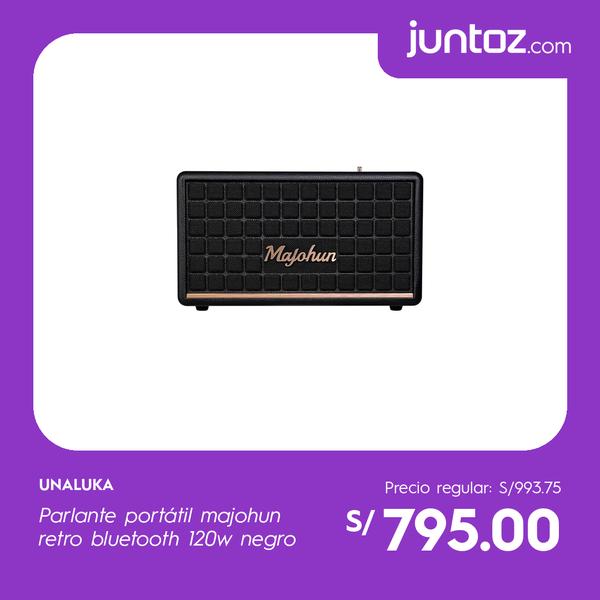 juntoz.com
Majohun
UNALUKA
Parlante portátil majohun
retro bluetooth 120w negro
Precio regular: S/993.75
S/ 795.00